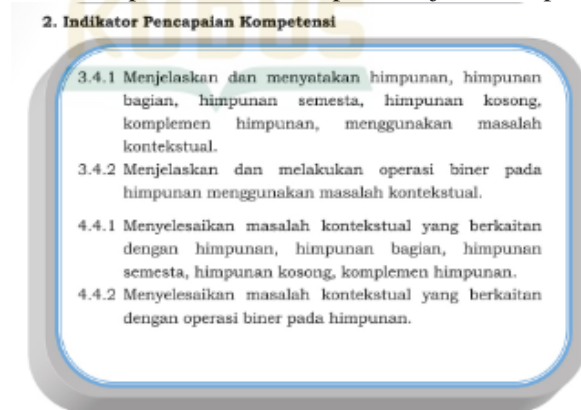 2. Indikator Pencapaian Kompetensi
KUDUS
3.4.1 Menjelaskan dan menyatakan himpunan, himpunan
bagian, himpunan semesta, himpunan kosong,
komplemen himpunan, menggunakan masalah
kontekstual.
3.4.2 Menjelaskan dan melakukan operasi biner pada
himpunan menggunakan masalah kontekstual.
4.4.1 Menyelesaikan masalah kontekstual yang berkaitan
dengan himpunan, himpunan bagian, himpunan
semesta, himpunan kosong, komplemen himpunan.
4.4.2 Menyelesaikan masalah kontekstual yang berkaitan
dengan operasi biner pada himpunan.